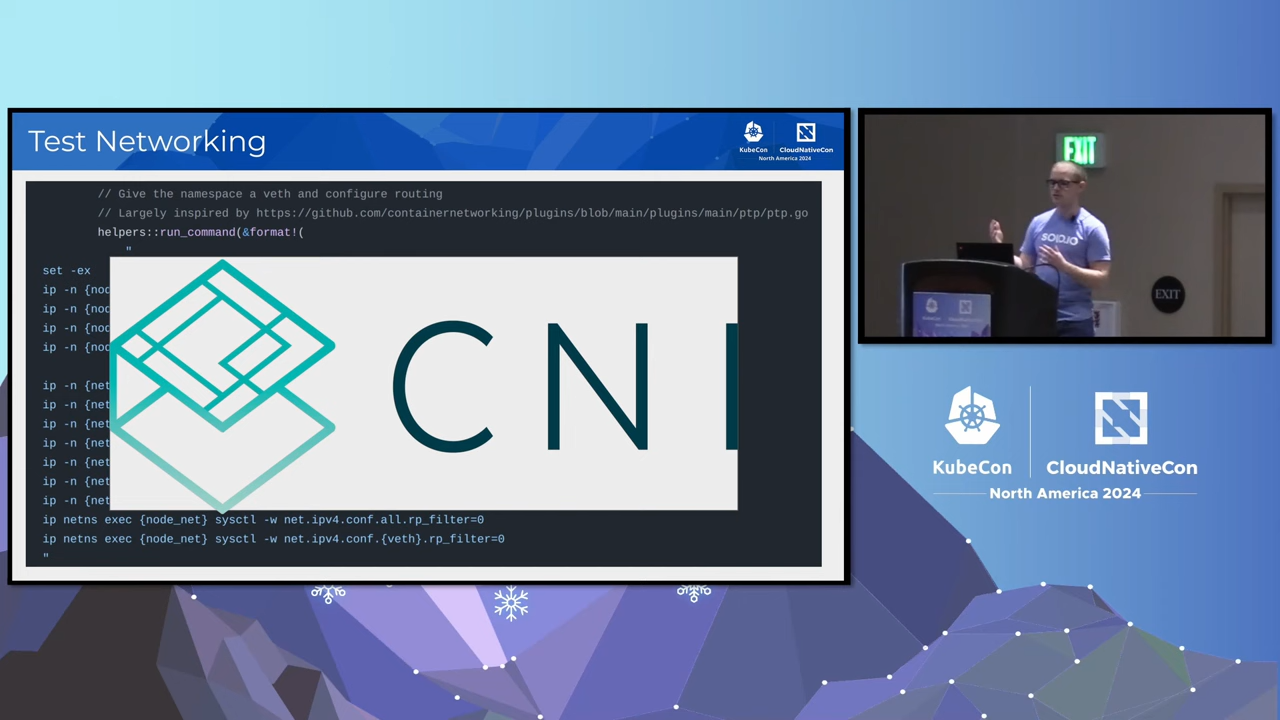 Test Networking
KubeCon
CloudNativeCon
North America 2024
// Give the namespace a veth and configure routing
// Largely inspired by https://github.com/containernetworking/plugins/blob/main/plugins/main/ptp/ptp.go
helpers::run_command(&format!(
"
set -ex
ip -n {nod
ip -n {nod
ip -n {nod
ip -n {nod
ip -n {net
ip -n {net
ip -n {net
ip -n {net
ip -n {net
ip -n {net
ip -n {net
ip netns exec {node_net} sysctl -w net.ipv4.conf.all.rp_filter=0
ip netns exec {node_net} sysctl -w net.ipv4.conf.{veth}.rp_filter=0
"
CNI
EXIT
SOLO.IO
EXIT
KubeCon
CloudNativeCon
North America 2024